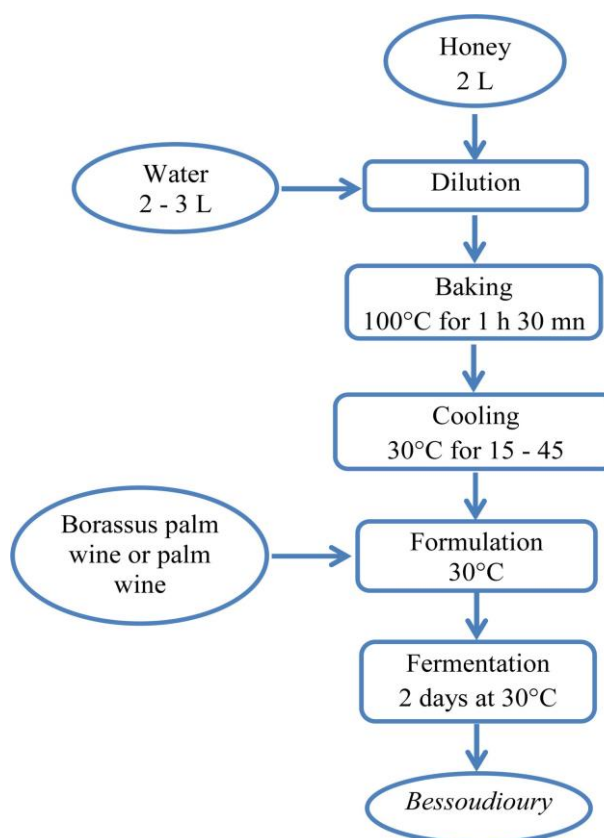 Honey
2 L
Water
2 - 3 L
Dilution
Baking
100°C for 1 h 30 mn
Cooling
30°C for 15 - 45
Borassus palm
wine or palm
wine
Formulation
30°C
Fermentation
2 days at 30°C
Bessoudioury